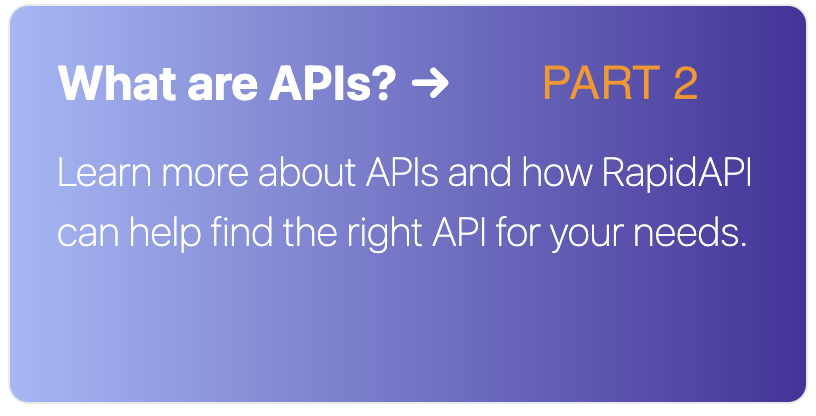 What are APIs? → PART 2
Learn more about APIs and how RapidAPI
can help find the right API for your needs.